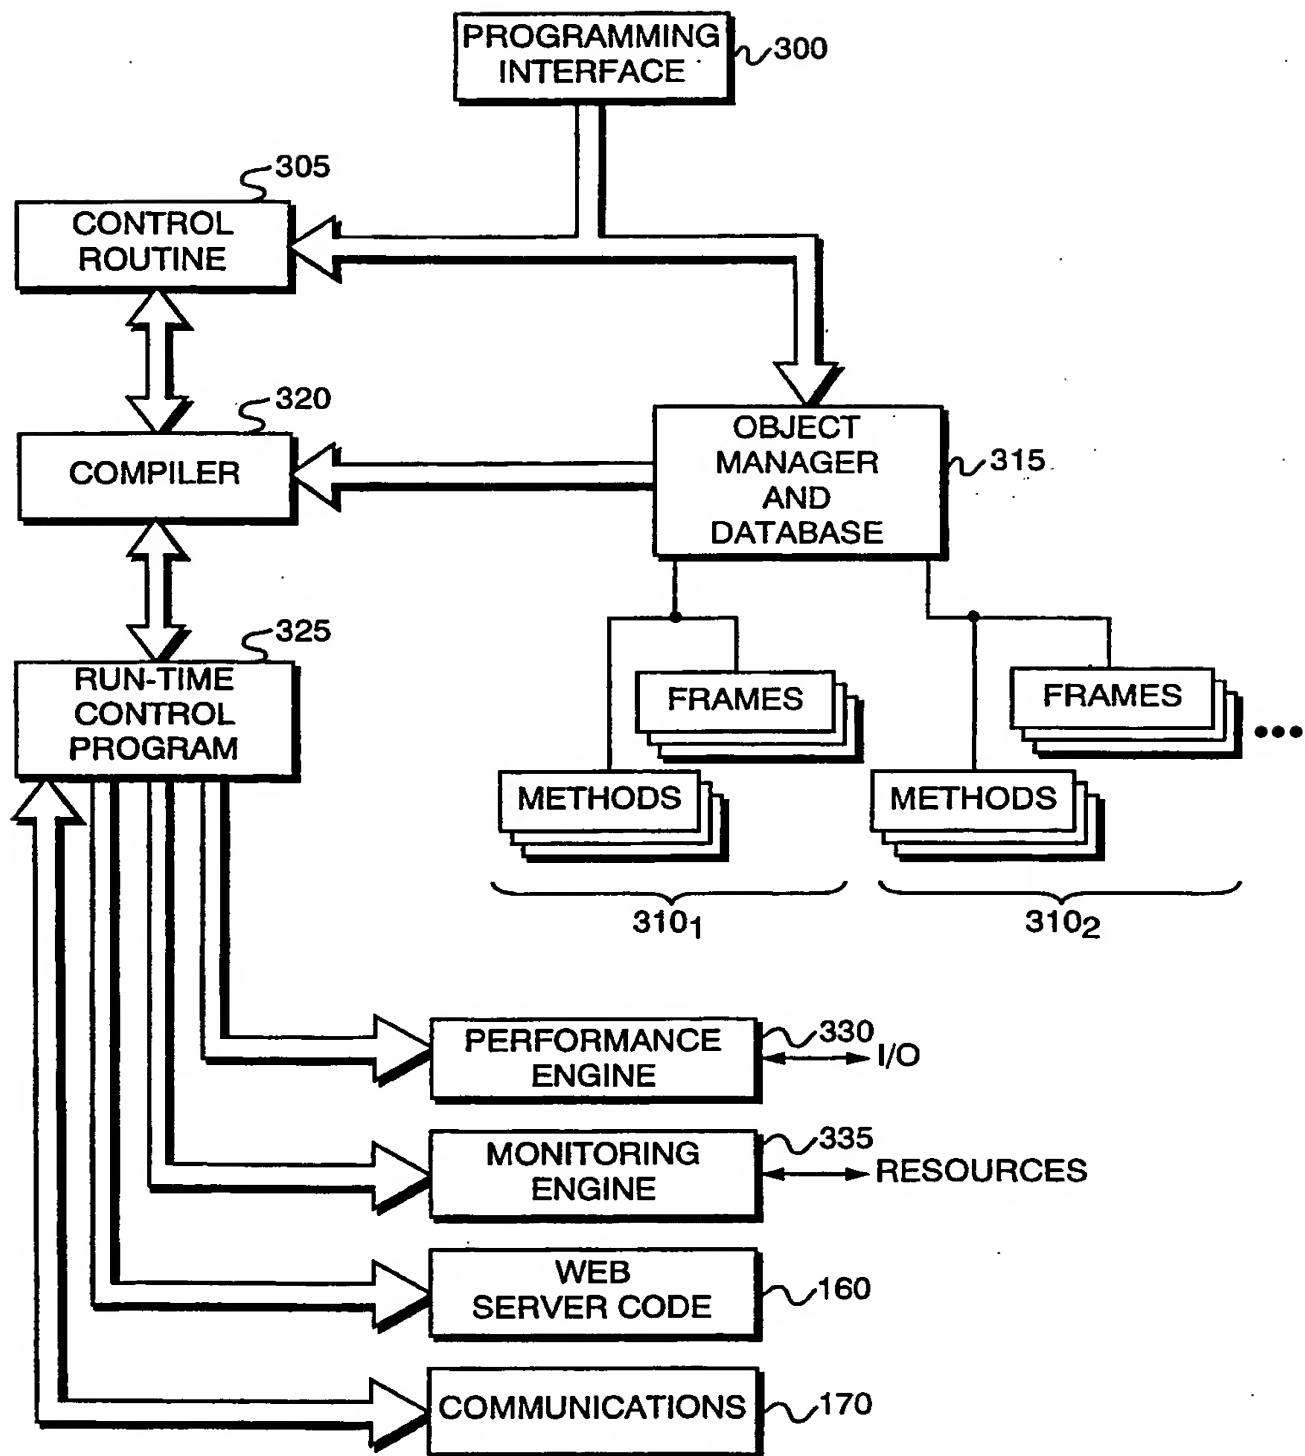 PROGRAMMING
INTERFACE
300
305
CONTROL
ROUTINE
320
COMPILER
OBJECT
MANAGER
AND
DATABASE
315
325
RUN-TIME
CONTROL
PROGRAM
FRAMES
FRAMES
•••
METHODS
METHODS
310₁
310₂
PERFORMANCE
ENGINE
330
I/O
MONITORING
ENGINE
335
RESOURCES
WEB
SERVER CODE
160
COMMUNICATIONS
170